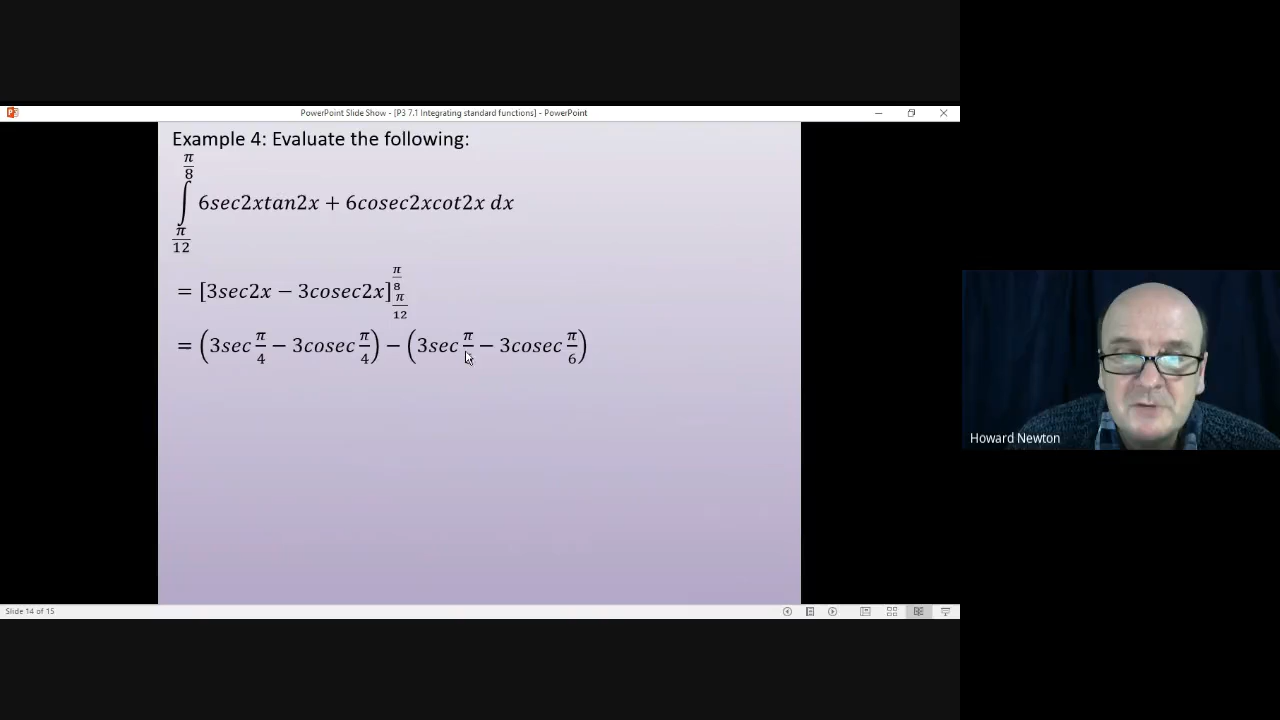 PowerPoint Slide Show - [P3 7.1 Integrating standard functions] - PowerPoint
Example 4: Evaluate the following:
π/8
∫ 6sec2xtan2x + 6cosec2xcot2x dx
π/12
= [3sec2x − 3cosec2x] π/8 π/12
= (3sec π/4 − 3cosec π/4) − (3sec π − 3cosec π/6)
Howard Newton
Slide 14 of 15